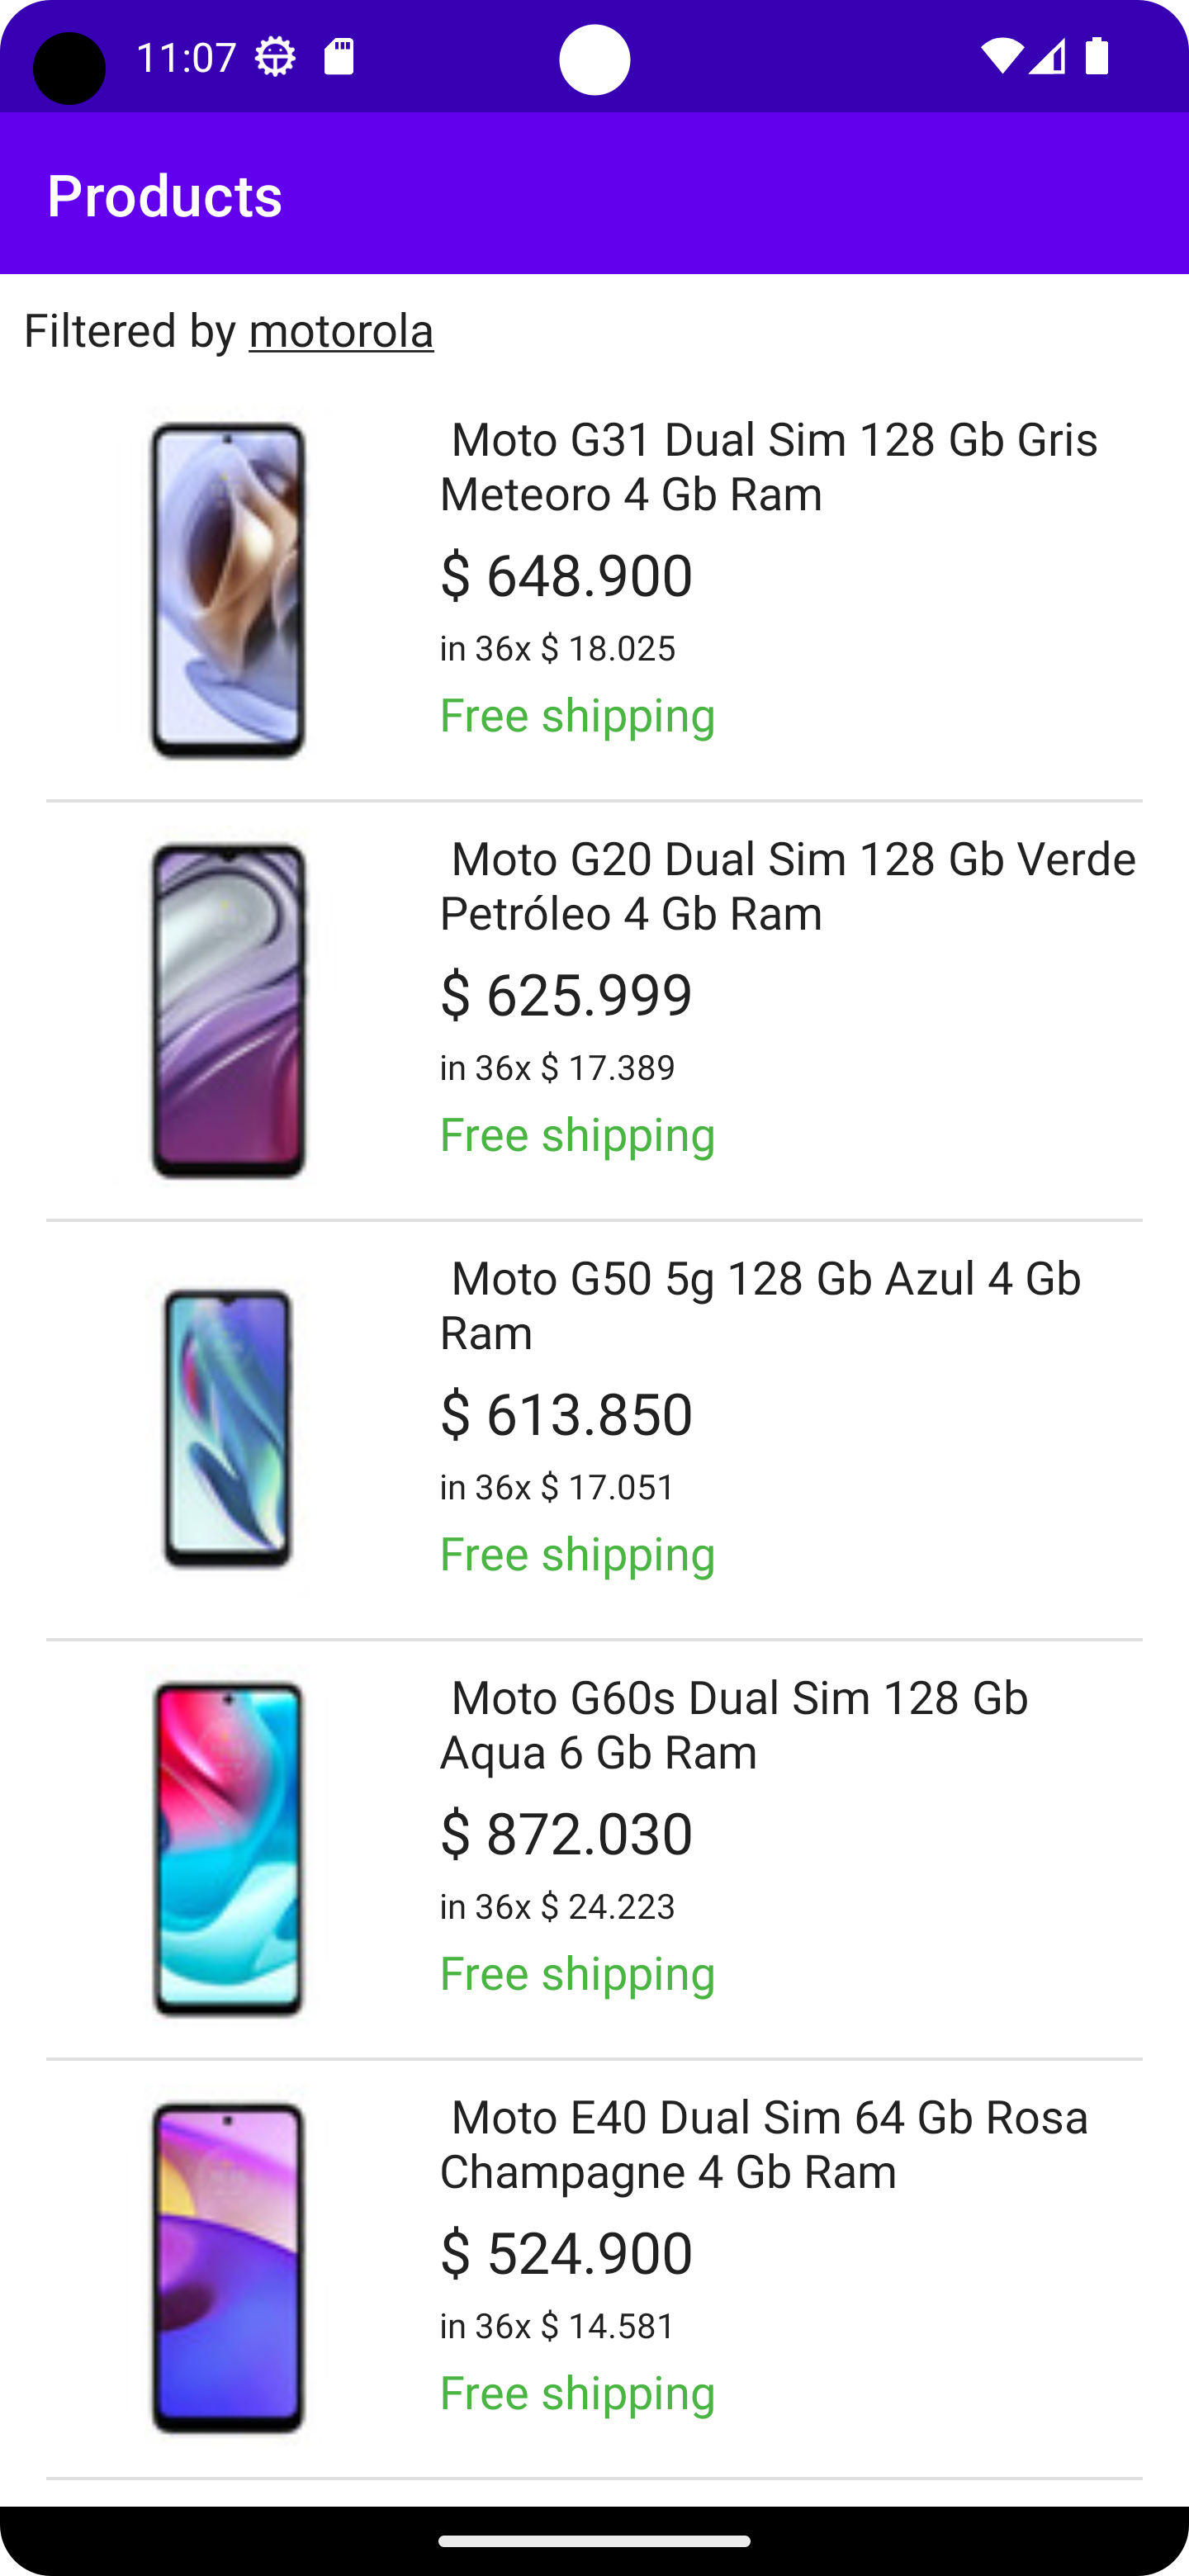 11:07
Products
Filtered by motorola
Moto G31 Dual Sim 128 Gb Gris
Meteoro 4 Gb Ram
$ 648.900
in 36x $ 18.025
Free shipping
Moto G20 Dual Sim 128 Gb Verde
Petróleo 4 Gb Ram
$ 625.999
in 36x $ 17.389
Free shipping
Moto G50 5g 128 Gb Azul 4 Gb
Ram
$ 613.850
in 36x $ 17.051
Free shipping
Moto G60s Dual Sim 128 Gb
Aqua 6 Gb Ram
$ 872.030
in 36x $ 24.223
Free shipping
Moto E40 Dual Sim 64 Gb Rosa
Champagne 4 Gb Ram
$ 524.900
in 36x $ 14.581
Free shipping